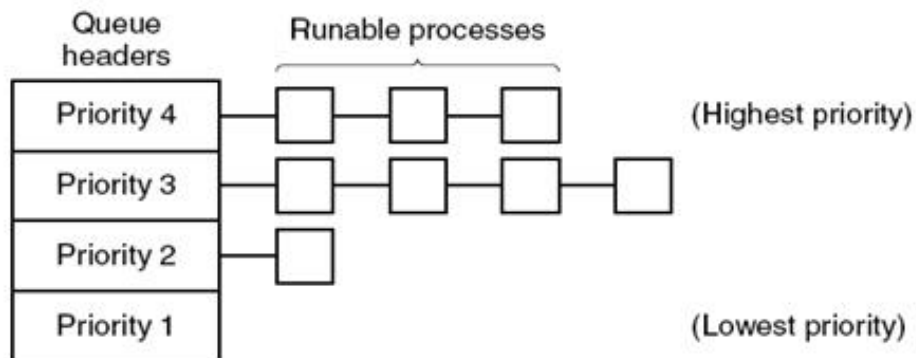 Queue
headers
Runable processes
Priority 4
(Highest priority)
Priority 3
Priority 2
Priority 1
(Lowest priority)